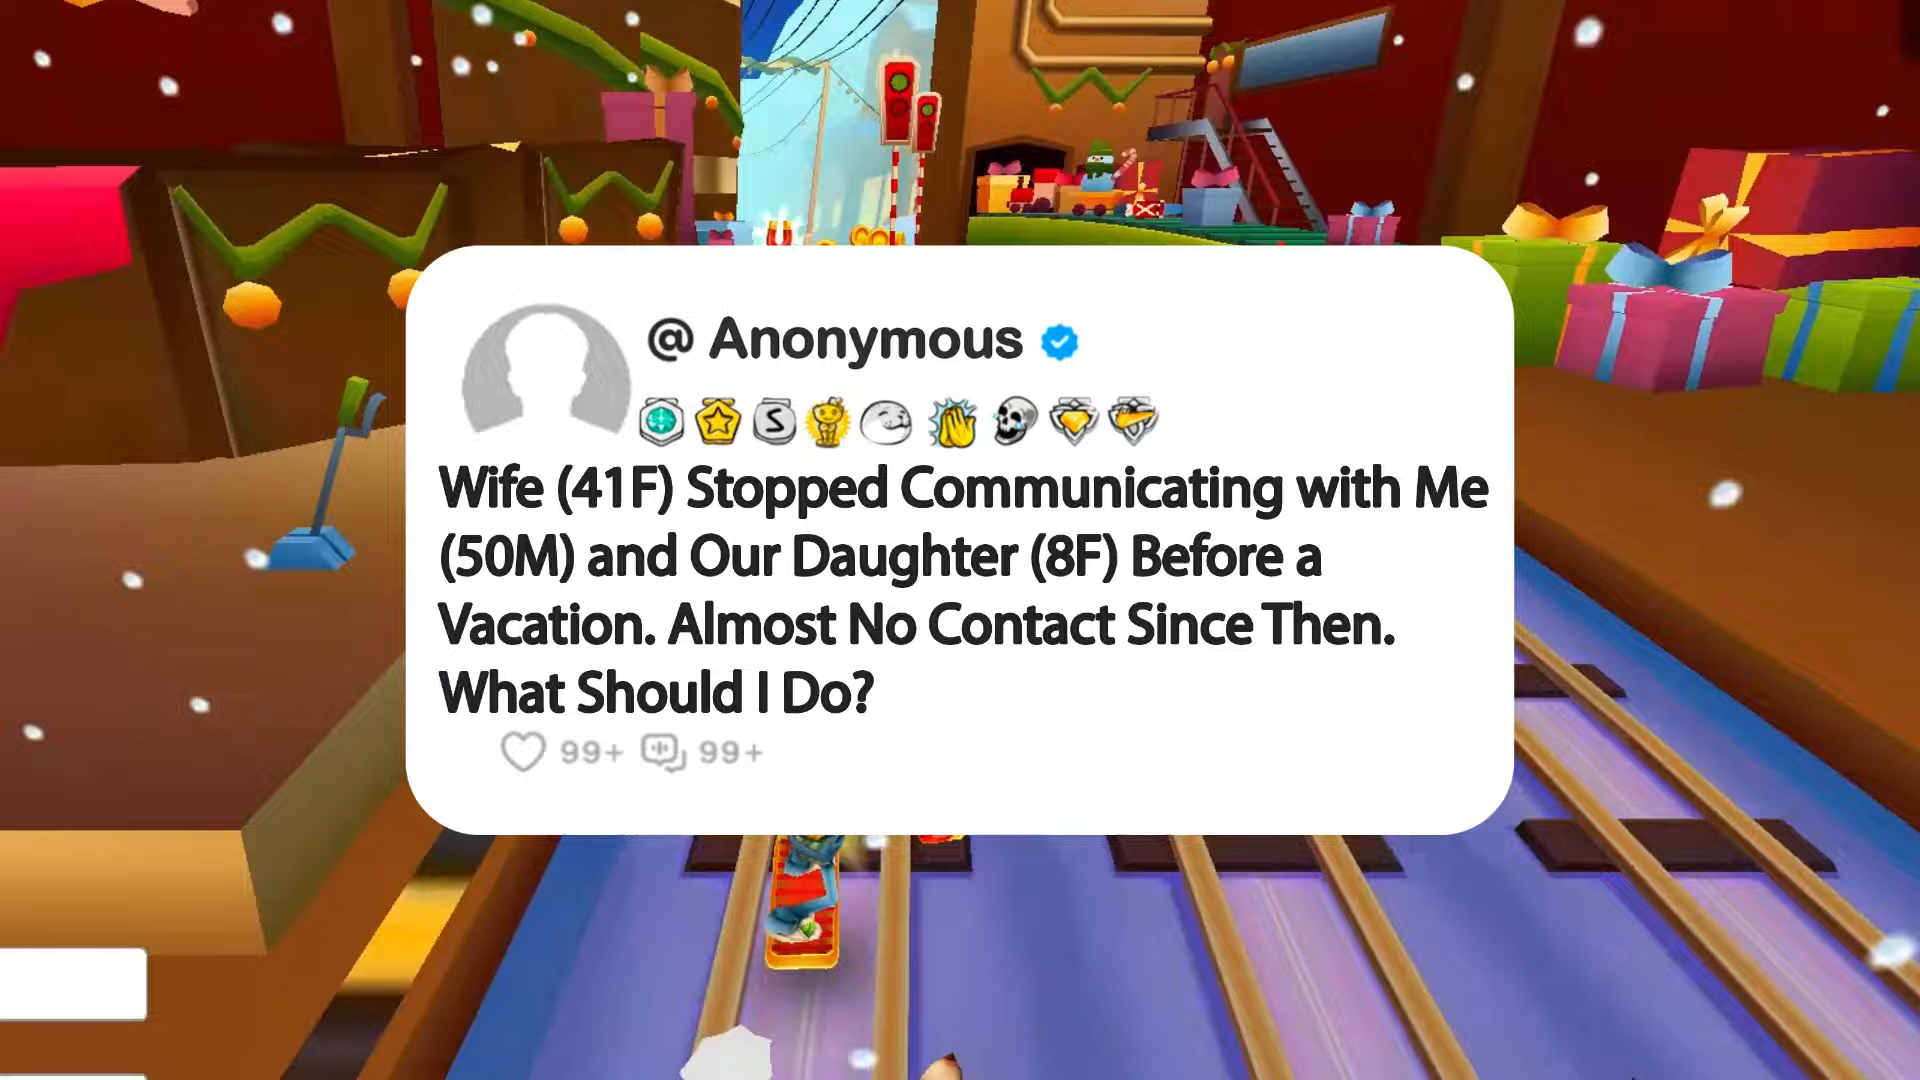 @ Anonymous
Wife (41F) Stopped Communicating with Me
(50M) and Our Daughter (8F) Before a
Vacation. Almost No Contact Since Then.
What Should I Do?
99+ 99+